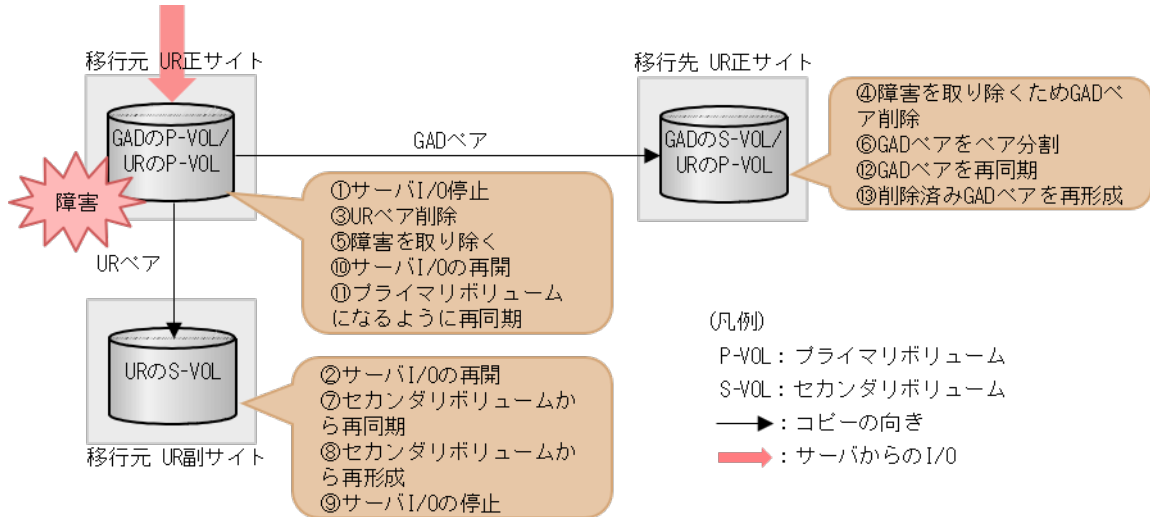 移行元 UR正サイト
GADのP-VOL/
URのP-VOL
障害
GADペア
URペア
移行先 UR正サイト
GADのS-VOL/
URのP-VOL
④障害を取り除くためGADペ
ア削除
⑥GADペアをペア分割
⑫GADペアを再同期
⑬削除済みGADペアを再形成
①サーバI/O停止
③URペア削除
⑤障害を取り除く
⑩サーバI/Oの再開
⑪プライマリボリューム
になるように再同期
URのS-VOL
移行元 UR副サイト
②サーバI/Oの再開
⑦セカンダリボリュームか
ら再同期
⑧セカンダリボリュームか
ら再形成
⑨サーバI/Oの停止
(凡例)
P-VOL：プライマリボリューム
S-VOL：セカンダリボリューム
：コピーの向き
：サーバからのI/O